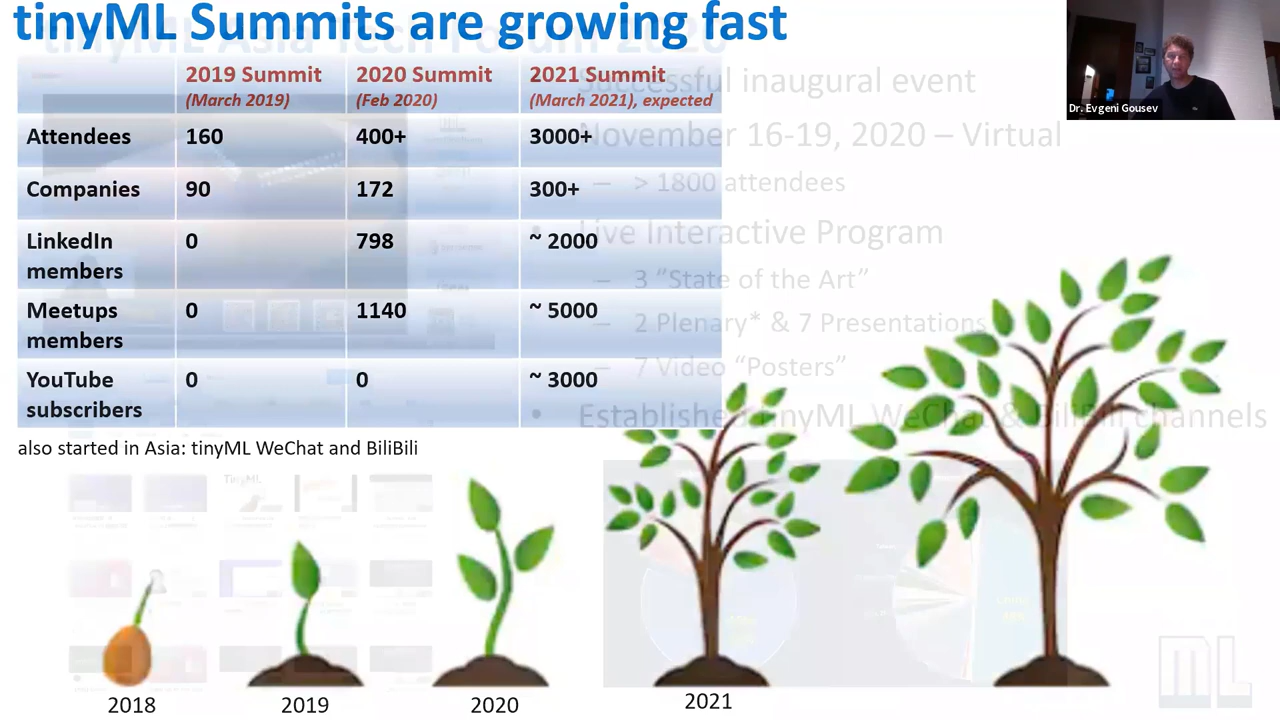 tinyML Summits are growing fast
tinyML Asia Tech Forum 2020
Dr. Evgeni Gousev
2019 Summit 2020 Summit 2021 Summit
(March 2019) (Feb 2020) (March 2021), expected
Attendees 160 400+ 3000+
Companies 90 172 300+
LinkedIn members 0 798 ~ 2000
Meetups members 0 1140 ~ 5000
YouTube subscribers 0 0 ~ 3000
also started in Asia: tinyML WeChat and BiliBili
Successful inaugural event
November 16-19, 2020 – Virtual
– > 1800 attendees
Live Interactive Program
– 3 “State of the Art”
– 2 Plenary* & 7 Presentations
– 7 Video “Posters”
• Established tinyML WeChat & BiliBili channels
TinyML
2018 2019 2020 2021
ML